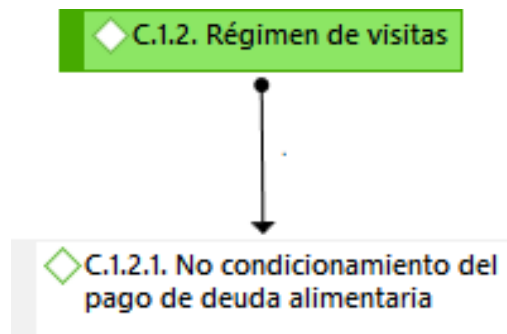 C.1.2. Régimen de visitas
C.1.2.1. No condicionamiento del
pago de deuda alimentaria